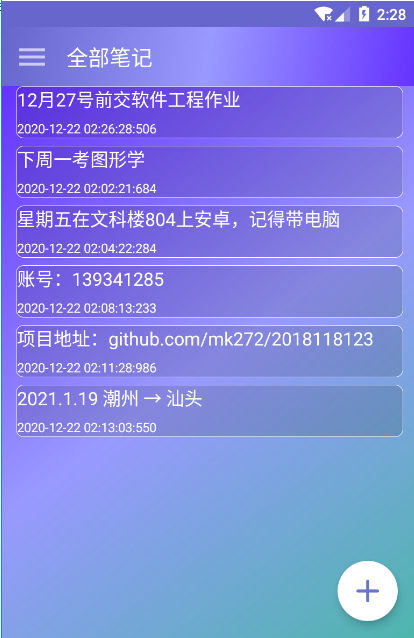 2:28
全部笔记
12月27号前交软件工程作业
2020-12-22 02:26:28:506
下周一考图形学
2020-12-22 02:02:21:684
星期五在文科楼804上安卓，记得带电脑
2020-12-22 02:04:22:284
账号：139341285
2020-12-22 02:08:13:233
项目地址：github.com/mk272/2018118123
2020-12-22 02:11:28:986
2021.1.19 潮州 → 汕头
2020-12-22 02:13:03:550